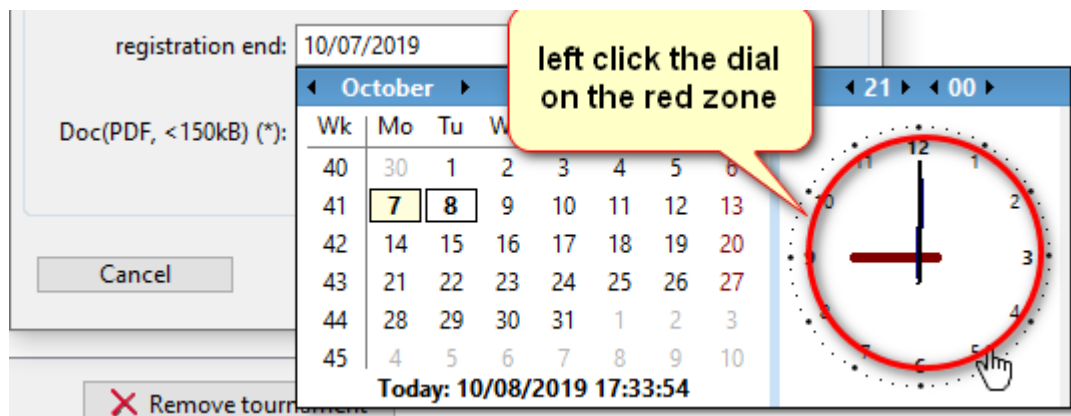 registration end: 10/07/2019
left click the dial
on the red zone
October
21 00
Doc(PDF, <150kB) (*):
Wk Mo Tu W
40 30 1 2 3 4 5 6
41 7 8 9 10 11 12 13
42 14 15 16 17 18 19 20
43 21 22 23 24 25 26 27
44 28 29 30 31 1 2 3
45 4 5 6 7 8 9 10
Today: 10/08/2019 17:33:54
12
1
2
3
4
5
6
7
8
9
10
11
Cancel
Remove tournament